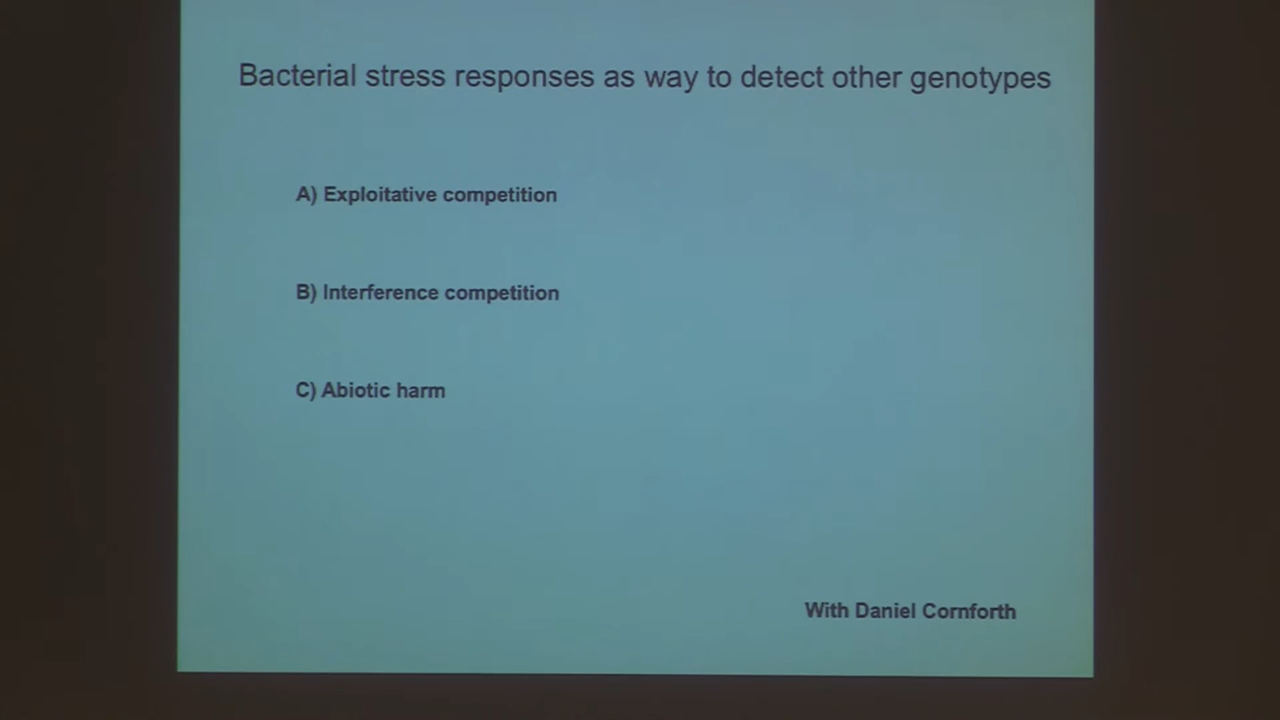 Bacterial stress responses as way to detect other genotypes
A) Exploitative competition
B) Interference competition
C) Abiotic harm
With Daniel Cornforth